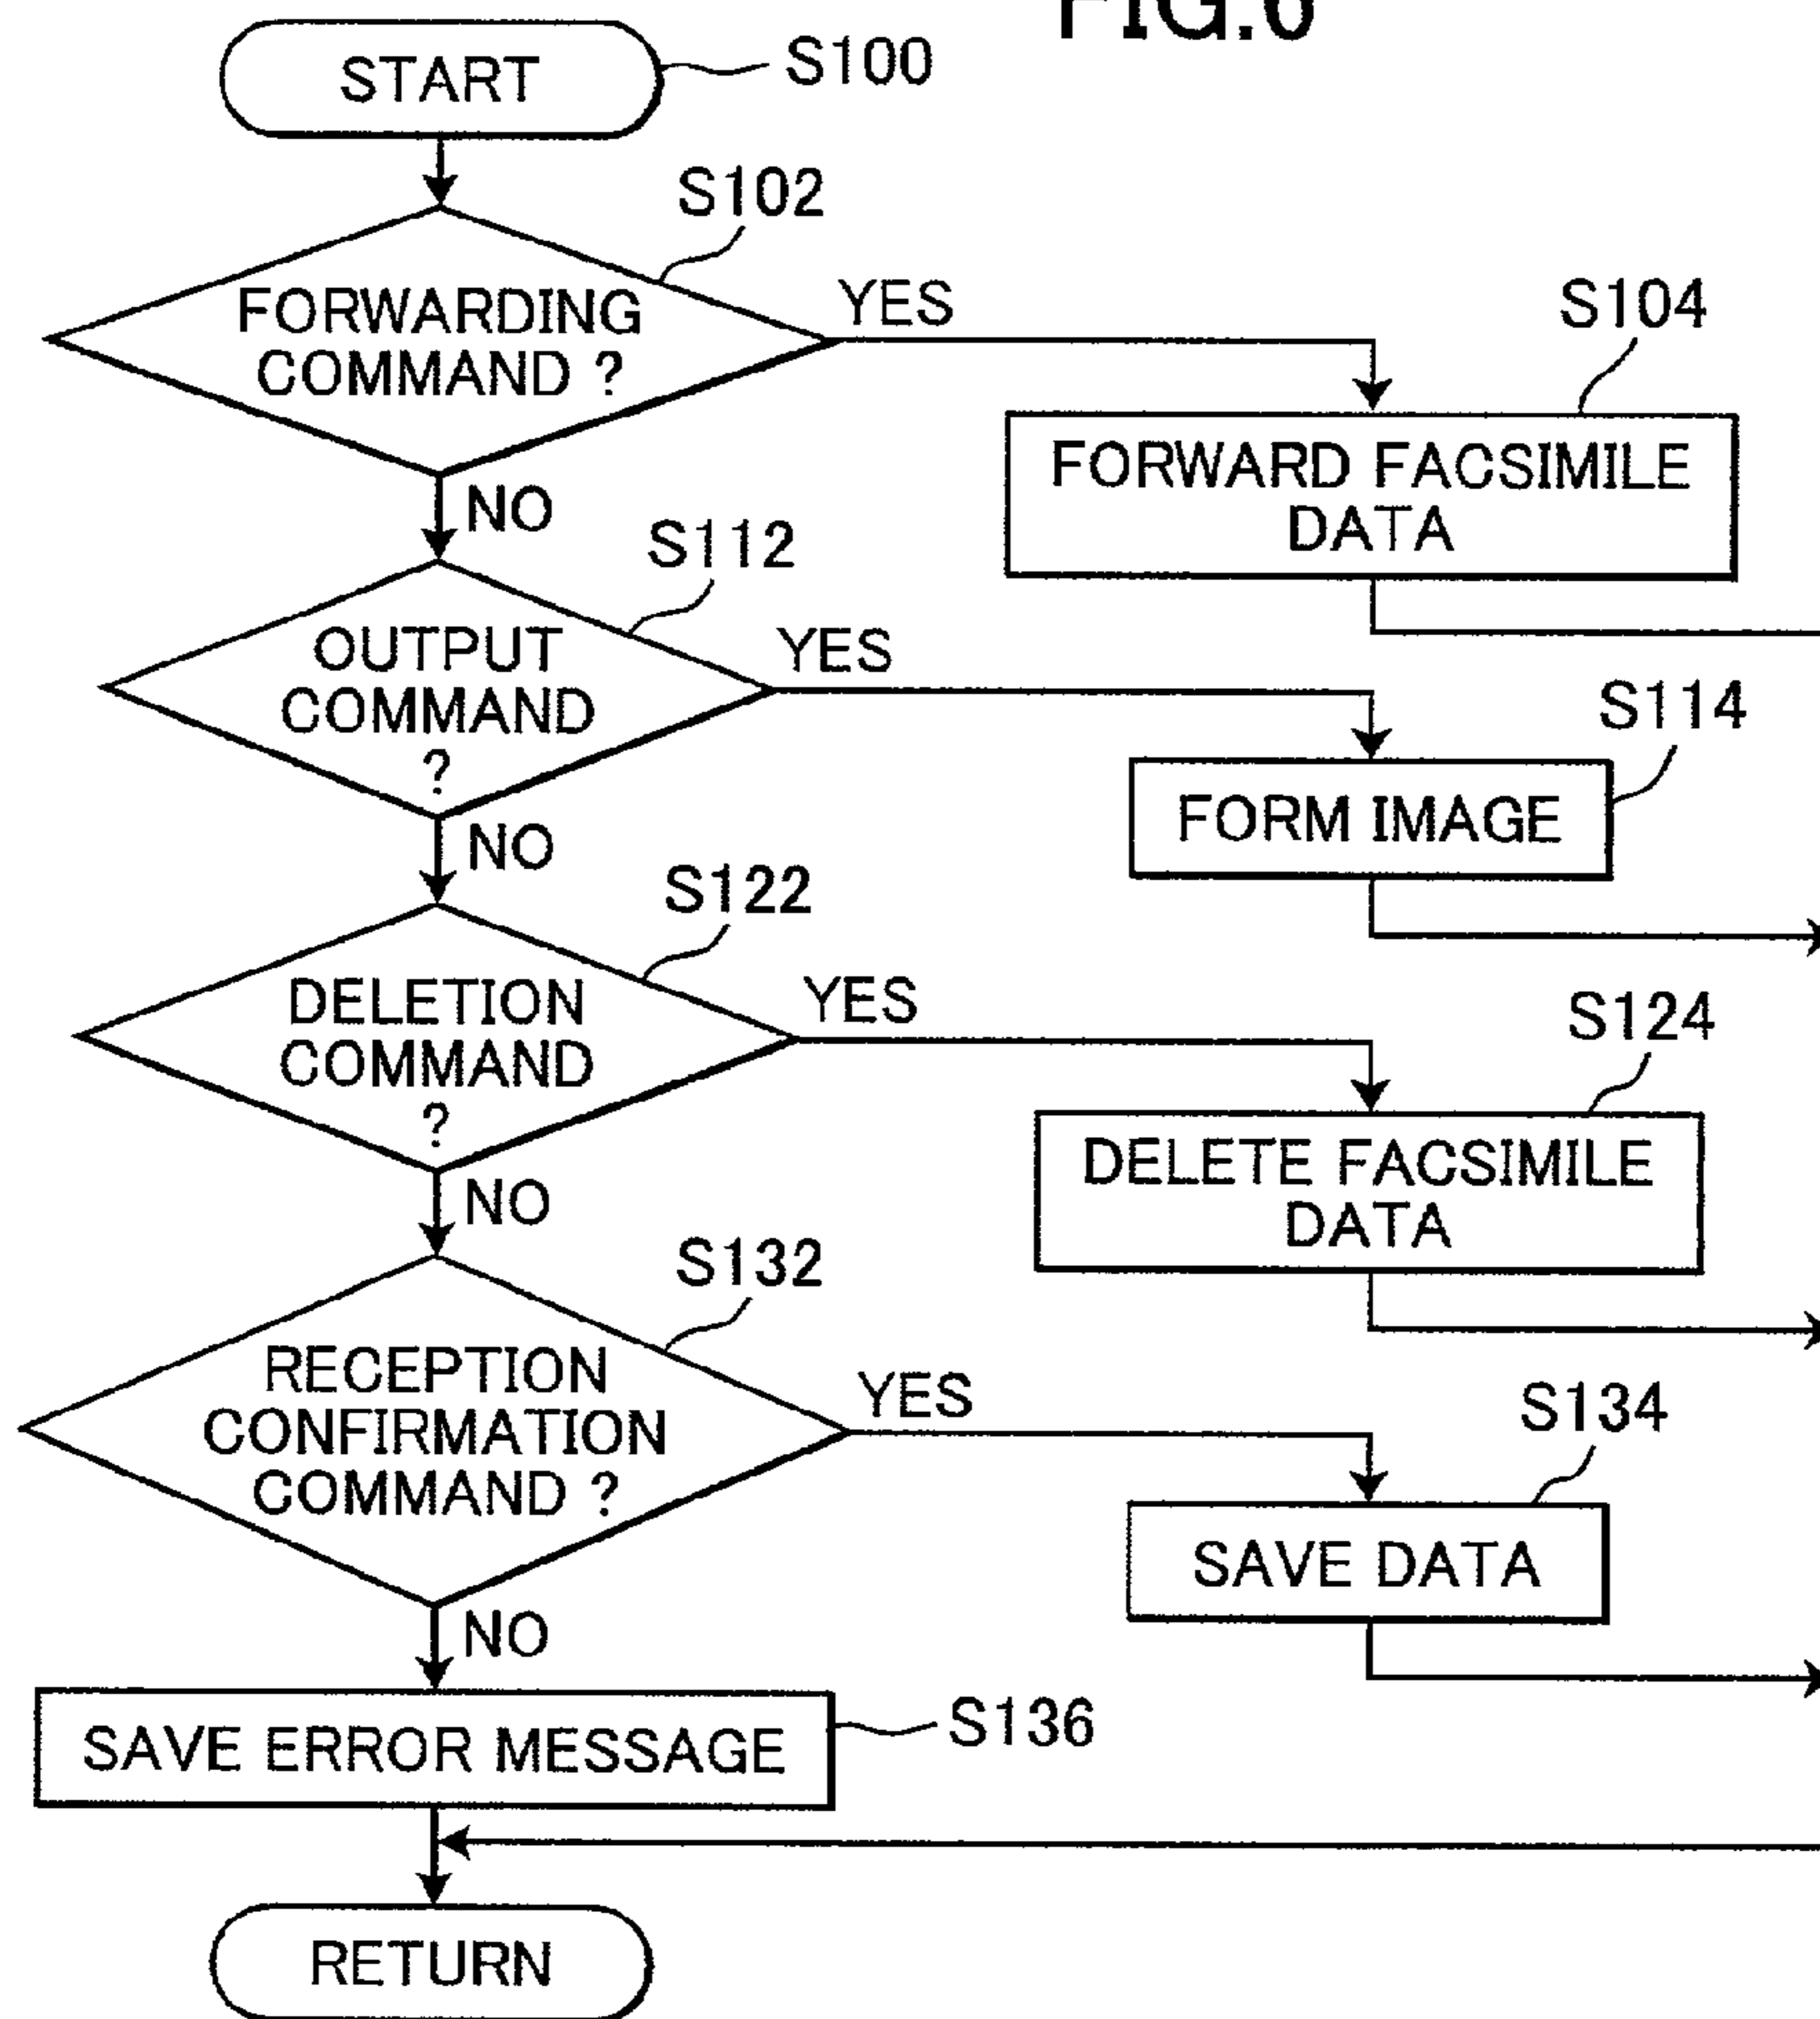 FIG.6
START
S100
S102
FORWARDING
COMMAND ?
YES
S104
FORWARD FACSIMILE
DATA
NO
S112
OUTPUT
COMMAND
?
YES
S114
FORM IMAGE
NO
S122
DELETION
COMMAND
?
YES
S124
DELETE FACSIMILE
DATA
NO
S132
RECEPTION
CONFIRMATION
COMMAND ?
YES
S134
SAVE DATA
NO
SAVE ERROR MESSAGE
S136
RETURN